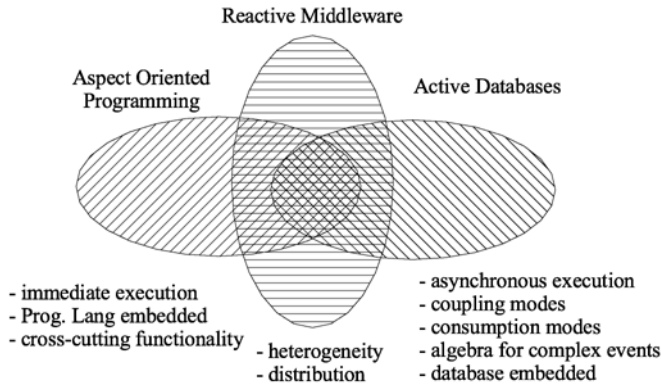 Reactive Middleware
Aspect Oriented
Programming
Active Databases
- immediate execution
- Prog. Lang embedded
- cross-cutting functionality
- heterogeneity
- distribution
- asynchronous execution
- coupling modes
- consumption modes
- algebra for complex events
- database embedded